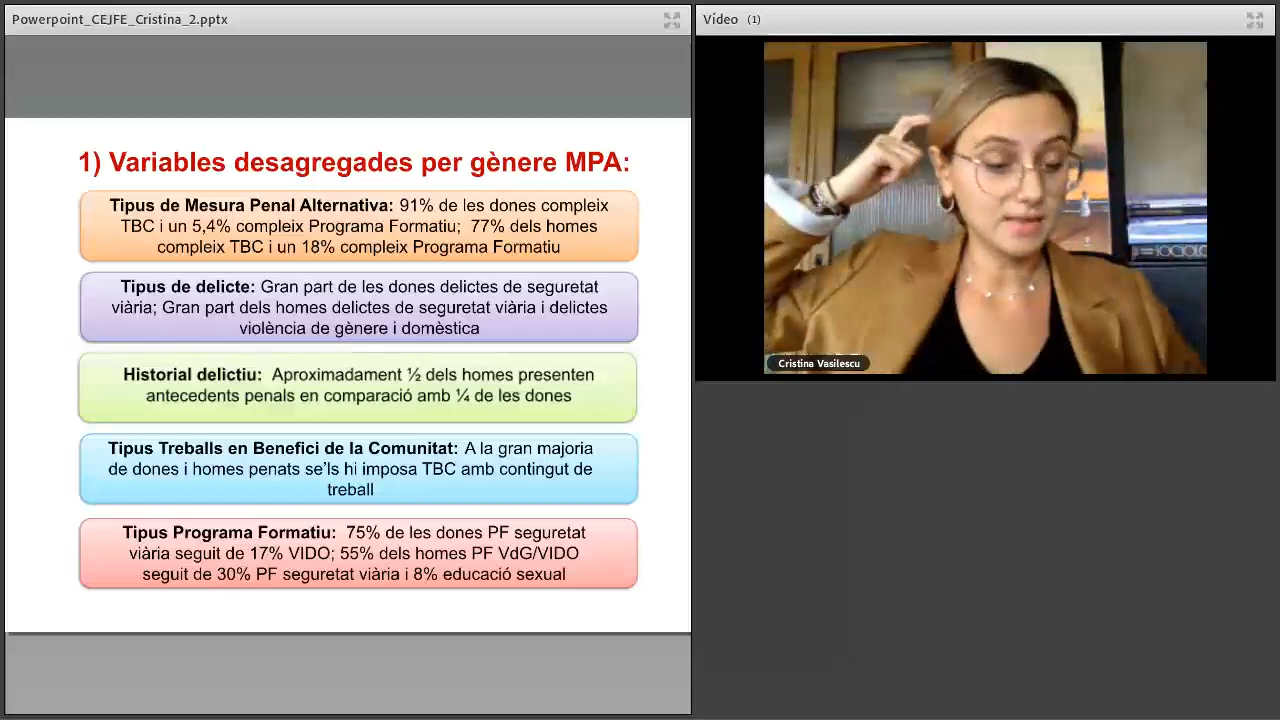 Powerpoint_CEJFE_Cristina_2.pptx
Vídeo (1)
1) Variables desagregades per gènere MPA:
Tipus de Mesura Penal Alternativa: 91% de les dones compleix
TBC i un 5,4% compleix Programa Formatiu; 77% dels homes
compleix TBC i un 18% compleix Programa Formatiu
Tipus de delicte: Gran part de les dones delictes de seguretat
viària; Gran part dels homes delictes de seguretat viària i delictes
violència de gènere i domèstica
Historial delictiu: Aproximadament ½ dels homes presenten
antecedents penals en comparació amb ¼ de les dones
Tipus Treballs en Benefici de la Comunitat: A la gran majoria
de dones i homes penats se'ls hi imposa TBC amb contingut de
treball
Tipus Programa Formatiu: 75% de les dones PF seguretat
viària seguit de 17% VIDO; 55% dels homes PF VdG/VIDO
seguit de 30% PF seguretat viària i 8% educació sexual
Cristina Vasilescu